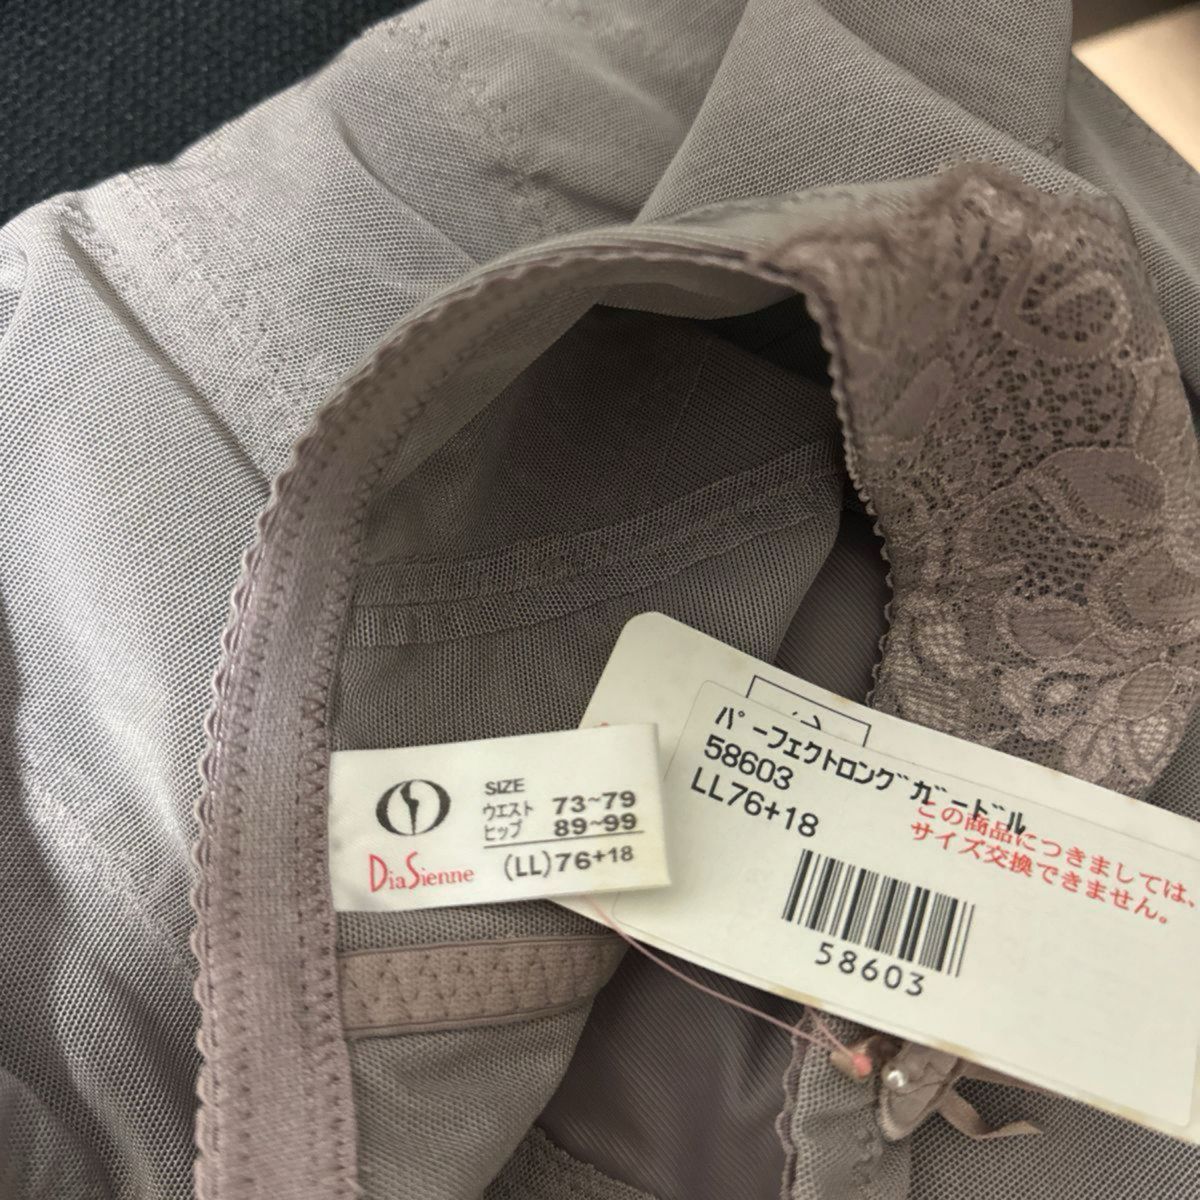 SIZE
ウエスト 73~79
ヒップ 89~99
(LL)76+18
DiaSienne
パーフェクトロングガードル
58603
LL76+18
この商品につきましては、
サイズ交換できません。
58603